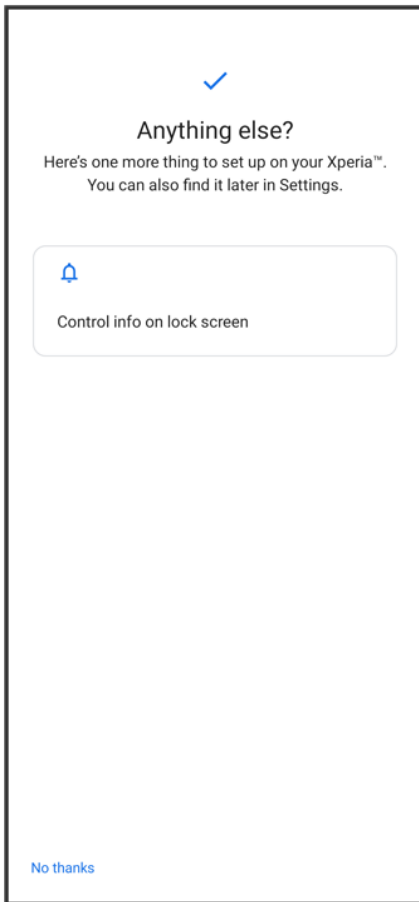 Anything else?
Here's one more thing to set up on your Xperia™.
You can also find it later in Settings.
Control info on lock screen
No thanks